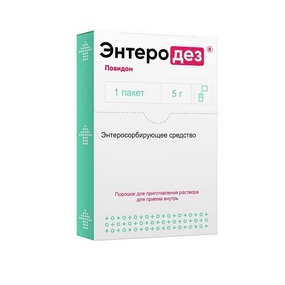 Энтеродез®
Повидон
1 пакет 5 г
Энтеросорбирующее средство
Порошок для приготовления раствора
для приема внутрь